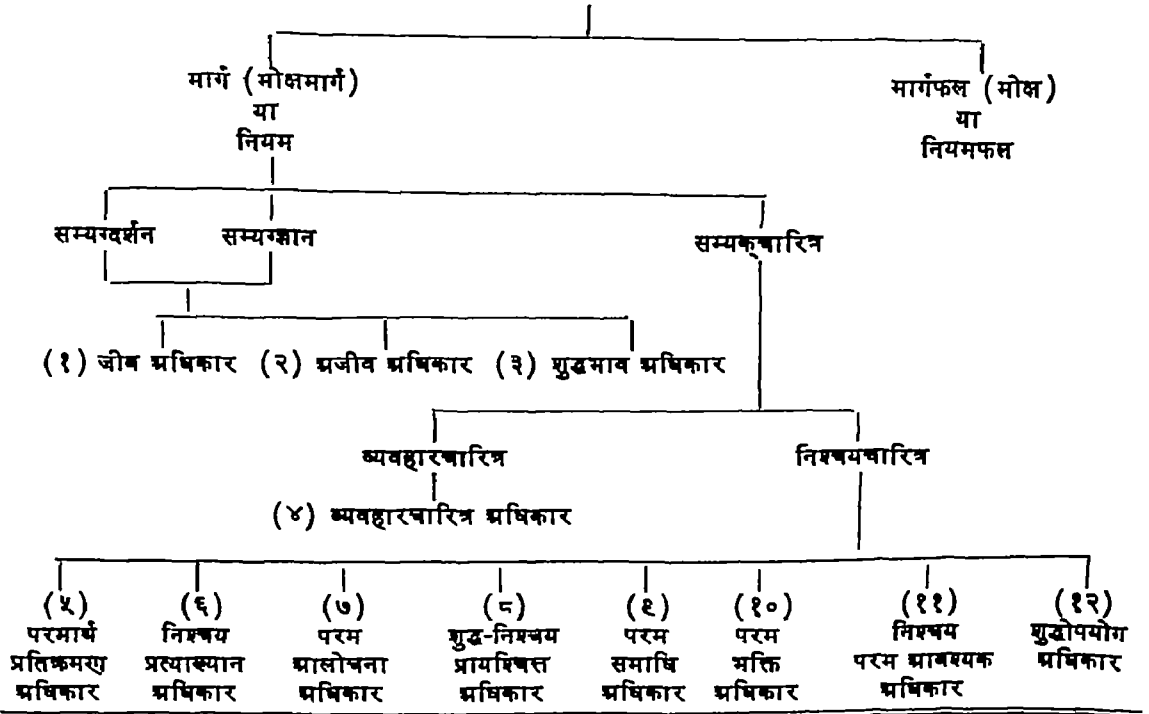 मार्ग (मोक्षमार्ग)
या
नियम
मार्गफल (मोक्ष)
या
नियमफल
सम्यग्दर्शन सम्यग्ज्ञान सम्यक्‌चारित्र
(१) जीव अधिकार (२) अजीव अधिकार (३) शुद्धभाव अधिकार
व्यवहारचारित्र निश्चयचारित्र
(४) व्यवहारचारित्र अधिकार
(५)
परमार्थ
प्रतिक्रमण
अधिकार
(६)
निश्चय
प्रत्याख्यान
अधिकार
(७)
परम
आलोचना
अधिकार
(८)
शुद्ध-निश्चय
प्रायश्चित्त
अधिकार
(९)
परम
समाधि
अधिकार
(१०)
परम
भक्ति
अधिकार
(११)
निश्चय
परम आवश्यक
अधिकार
(१२)
शुद्धोपयोग
अधिकार